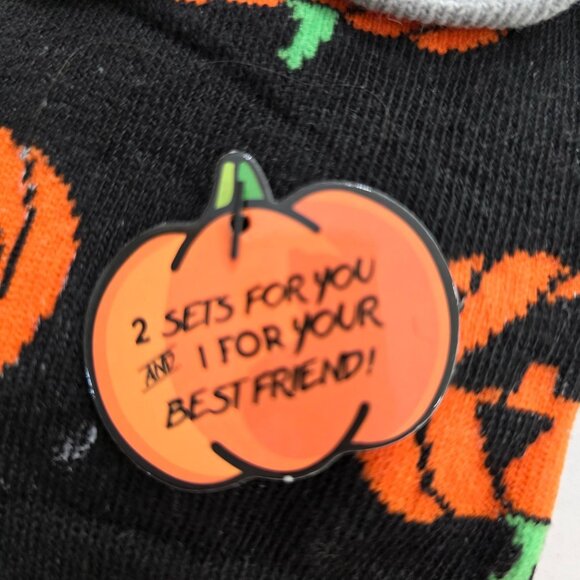 2 SETS FOR YOU
AND 1 FOR YOUR
BEST FRIEND!